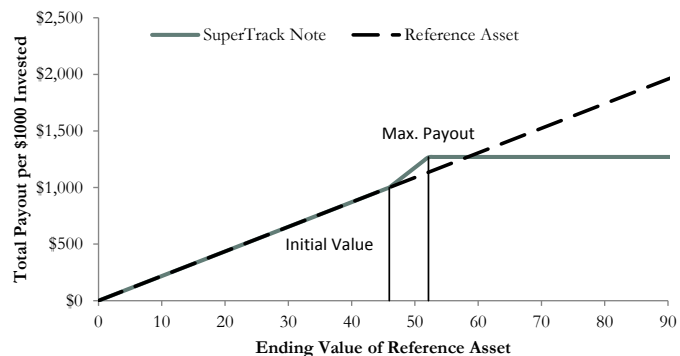 $2,500
SuperTrack Note
Reference Asset
$2,000
$1,500
$1,000
$500
$0
Total Payout per $1000 Invested
Max. Payout
Initial Value
0 10 20 30 40 50 60 70 80 90
Ending Value of Reference Asset